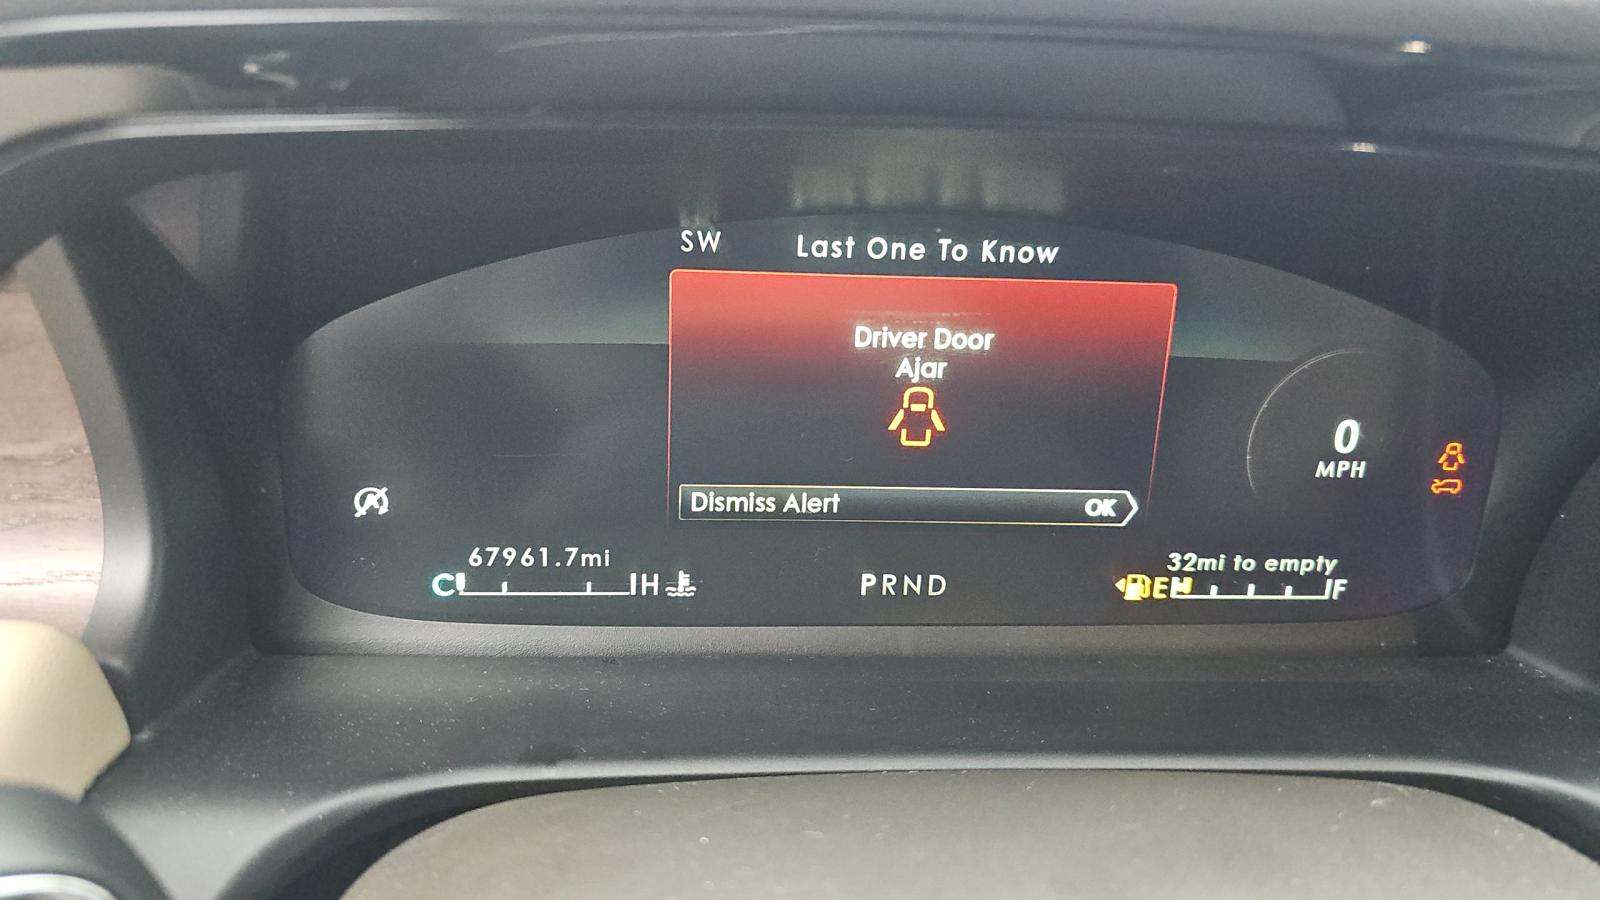 SW Last One To Know
Driver Door
Ajar
Dismiss Alert OK
0
MPH
67961.7mi
32mi to empty
C H
PRND
E F